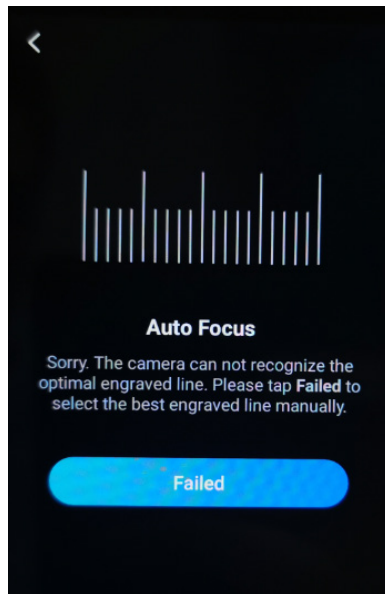 Auto Focus
Sorry. The camera can not recognize the
optimal engraved line. Please tap Failed to
select the best engraved line manually.
Failed